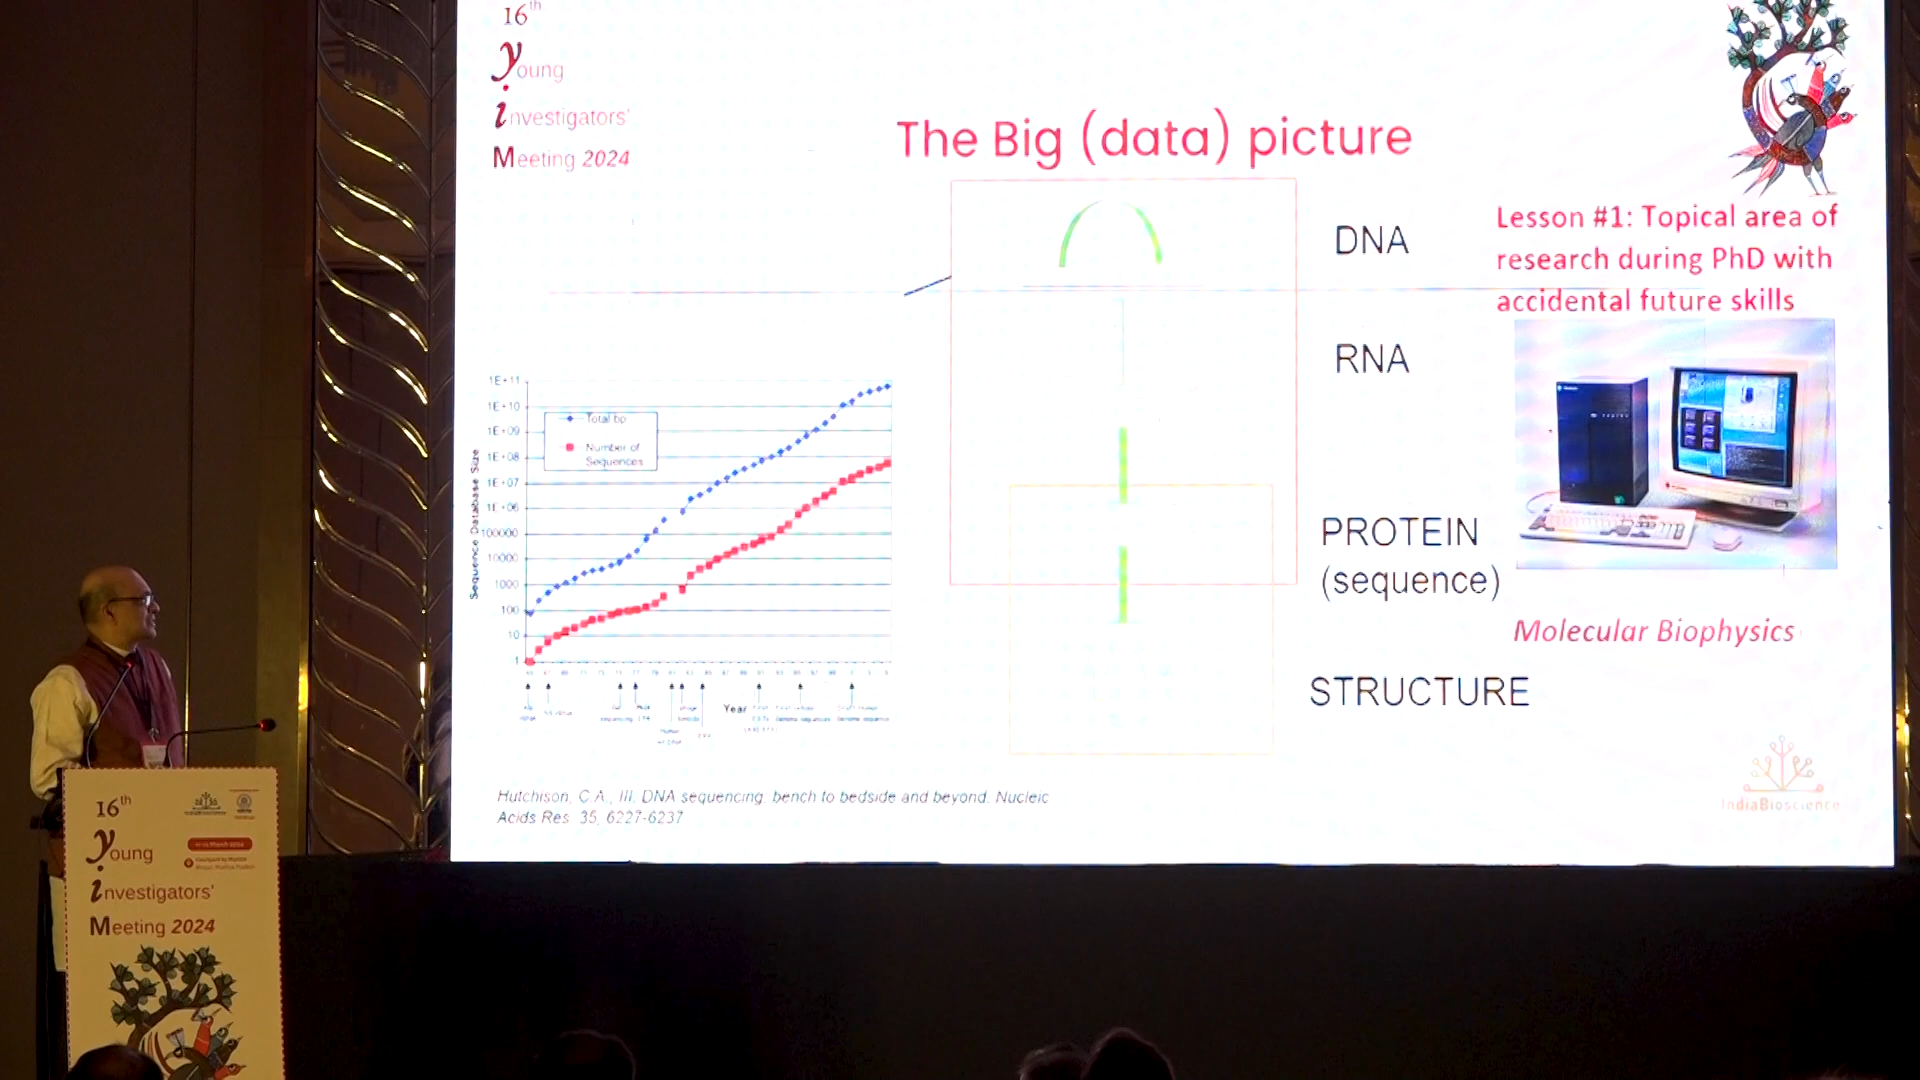 16th
Young
investigators'
Meeting 2024
The Big (data) picture
DNA
RNA
PROTEIN
(sequence)
STRUCTURE
Lesson #1: Topical area of
research during PhD with
accidental future skills
Molecular Biophysics
IndiaBioscience
Sequence Database Size
1E+11
1E+10
1E+09
1E+08
1E+07
1E+06
100000
10000
1000
100
10
1
Total bp
Number of
Sequences
Year
Hutchison, C.A., III. DNA sequencing: bench to bedside and beyond. Nucleic
Acids Res. 35, 6227-6237
16th
Young
investigators'
Meeting 2024